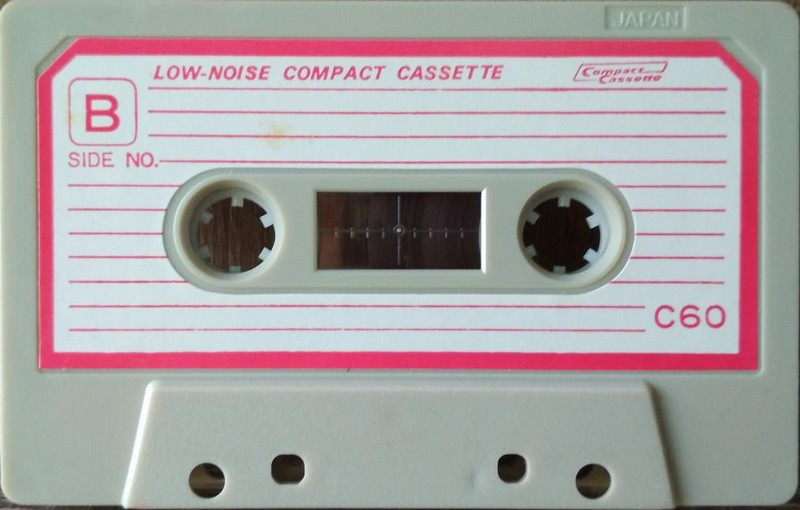 JAPAN
LOW-NOISE COMPACT CASSETTE
Compact
Cassette
B
SIDE NO.
C60